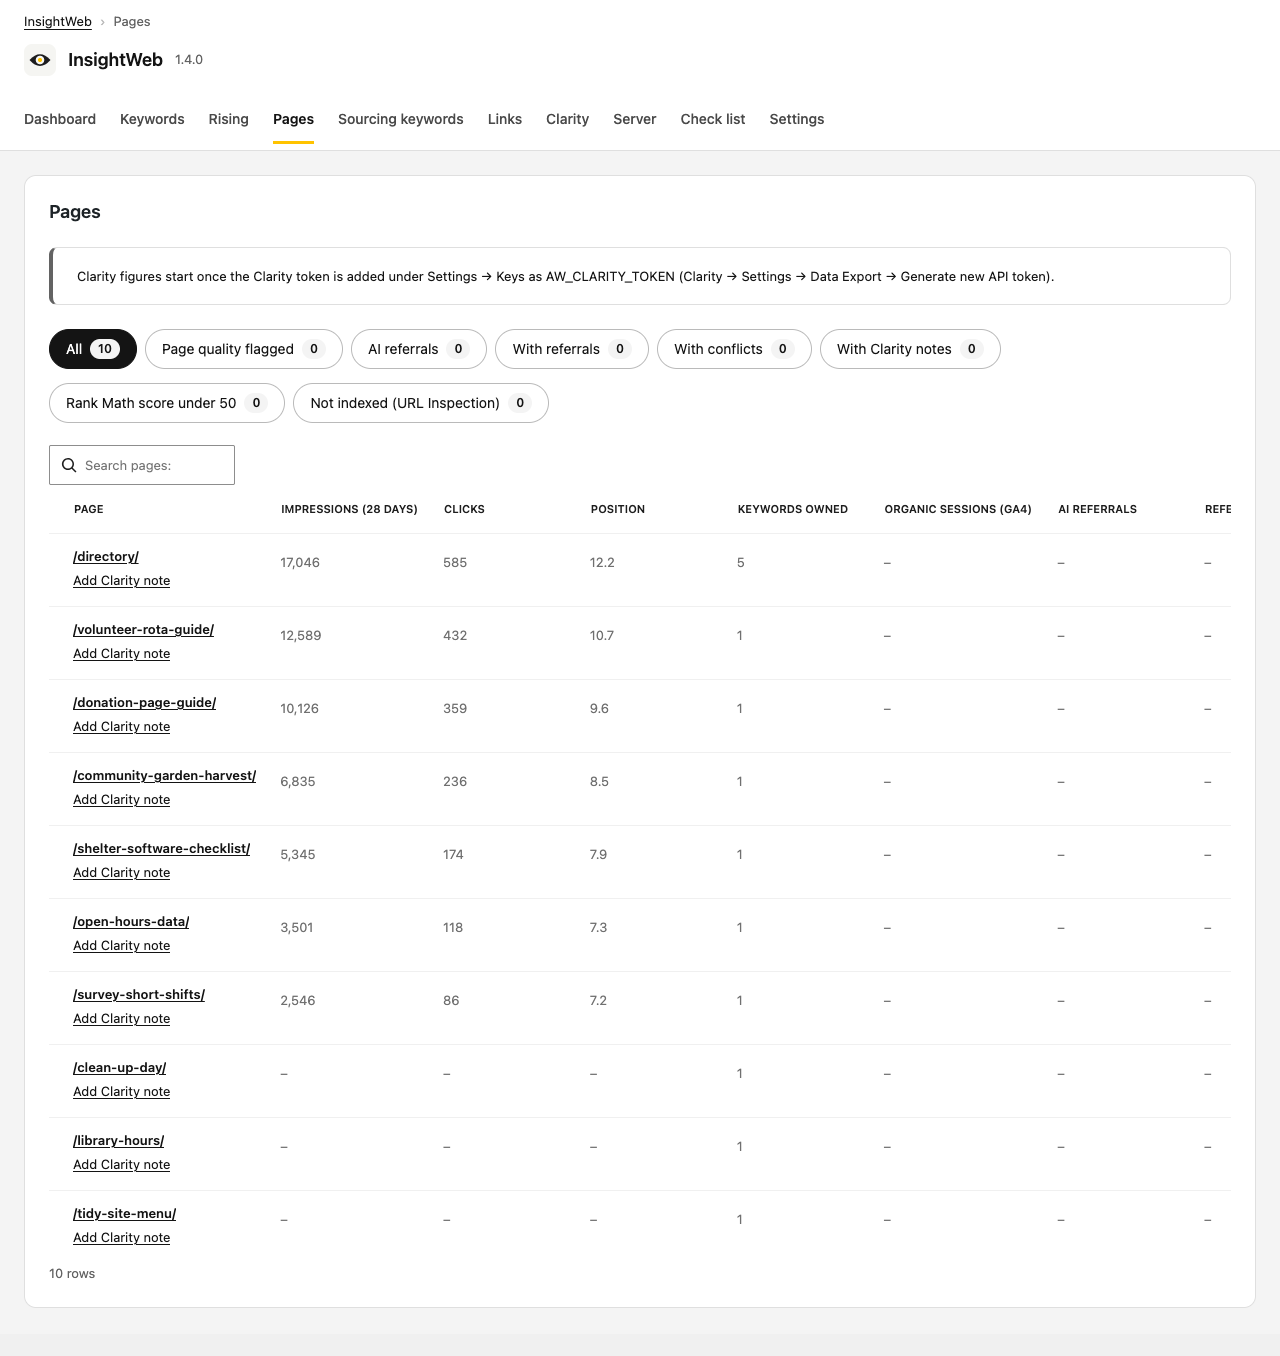 InsightWeb › Pages
InsightWeb 1.4.0
Dashboard Keywords Rising Pages Sourcing keywords Links Clarity Server Check list Settings
Pages
Clarity figures start once the Clarity token is added under Settings → Keys as AW_CLARITY_TOKEN (Clarity → Settings → Data Export → Generate new API token).
All 10 Page quality flagged 0 AI referrals 0 With referrals 0 With conflicts 0 With Clarity notes 0
Rank Math score under 50 0 Not indexed (URL Inspection) 0
Search pages:
PAGE IMPRESSIONS (28 DAYS) CLICKS POSITION KEYWORDS OWNED ORGANIC SESSIONS (GA4) AI REFERRALS REFE
/directory/ 17,046 585 12.2 5 – – –
Add Clarity note
/volunteer-rota-guide/ 12,589 432 10.7 1 – – –
Add Clarity note
/donation-page-guide/ 10,126 359 9.6 1 – – –
Add Clarity note
/community-garden-harvest/ 6,835 236 8.5 1 – – –
Add Clarity note
/shelter-software-checklist/ 5,345 174 7.9 1 – – –
Add Clarity note
/open-hours-data/ 3,501 118 7.3 1 – – –
Add Clarity note
/survey-short-shifts/ 2,546 86 7.2 1 – – –
Add Clarity note
/clean-up-day/ – – – 1 – – –
Add Clarity note
/library-hours/ – – – 1 – – –
Add Clarity note
/tidy-site-menu/ – – – 1 – – –
Add Clarity note
10 rows